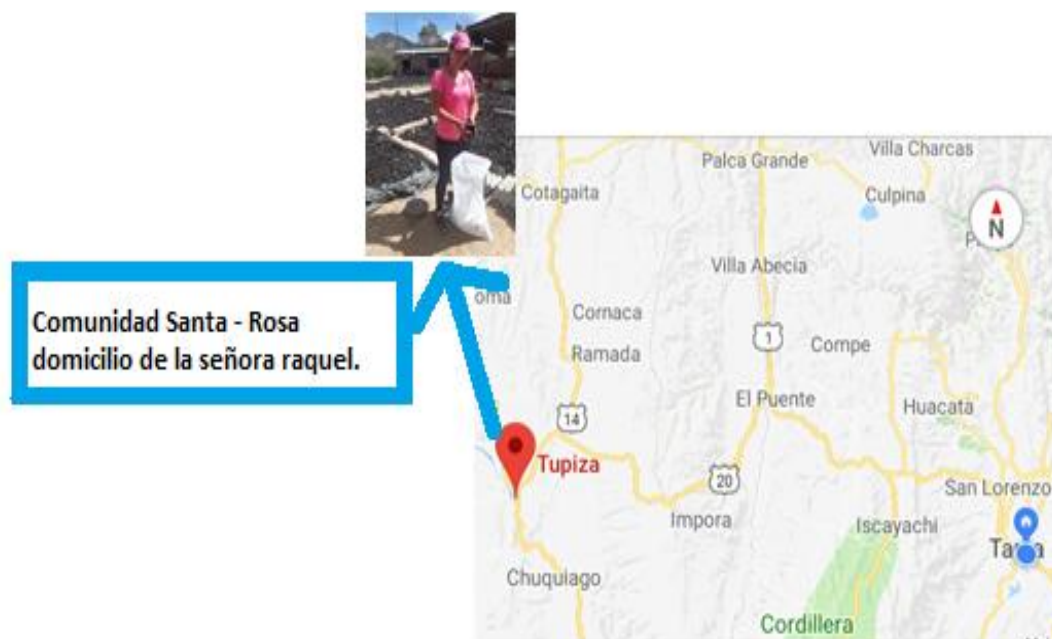 Palca Grande
Villa Charcas
Cotagaita
Culpina
N
Villa Abecia
oma
Comunidad Santa - Rosa
domicilio de la señora raquel.
Cornaca
1
Compe
Ramada
El Puente
Huacata
14
Tupiza
20
San Lorenzo
Impora
Iscayachi
Chuquiago
Cordillera